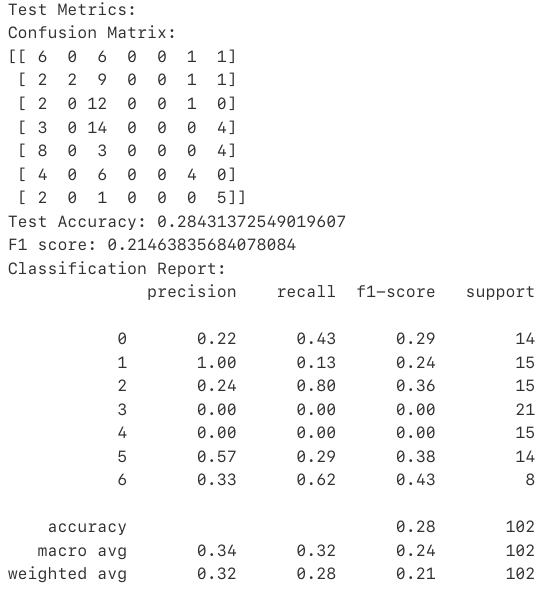 Test Metrics:
Confusion Matrix:
[[ 6  0  6  0  0  1  1]
 [ 2  2  9  0  0  1  1]
 [ 2  0 12  0  0  1  0]
 [ 3  0 14  0  0  0  4]
 [ 8  0  3  0  0  0  4]
 [ 4  0  6  0  0  4  0]
 [ 2  0  1  0  0  0  5]]
Test Accuracy: 0.28431372549019607
F1 score: 0.21463835684078084
Classification Report:
              precision    recall  f1-score   support

           0       0.22      0.43      0.29        14
           1       1.00      0.13      0.24        15
           2       0.24      0.80      0.36        15
           3       0.00      0.00      0.00        21
           4       0.00      0.00      0.00        15
           5       0.57      0.29      0.38        14
           6       0.33      0.62      0.43         8

    accuracy                           0.28       102
   macro avg       0.34      0.32      0.24       102
weighted avg       0.32      0.28      0.21       102